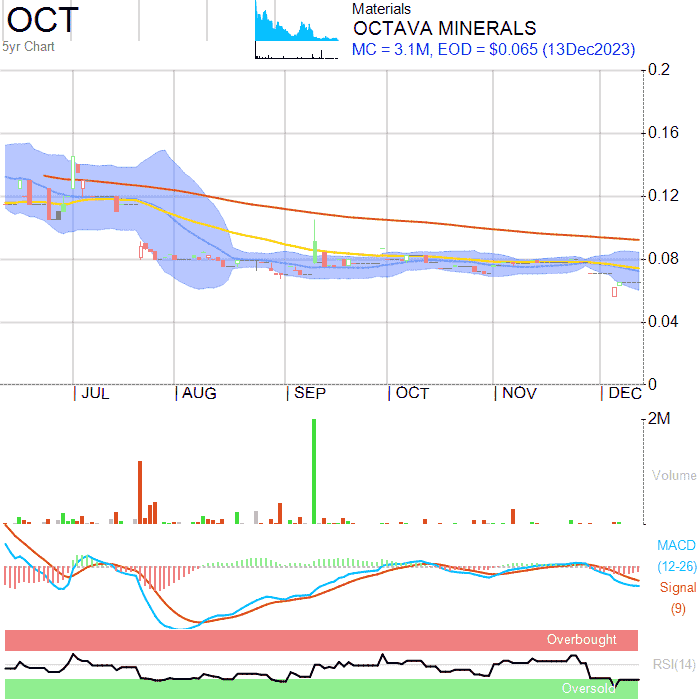 OCT
5yr Chart
Materials
OCTAVA MINERALS
MC = 3.1M, EOD = $0.065 (13Dec2023)
0.2
0.16
0.12
0.08
0.04
0
JUL AUG SEP OCT NOV DEC
2M
Volume
MACD
(12-26)
Signal
(9)
Overbought
RSI(14)
Oversold